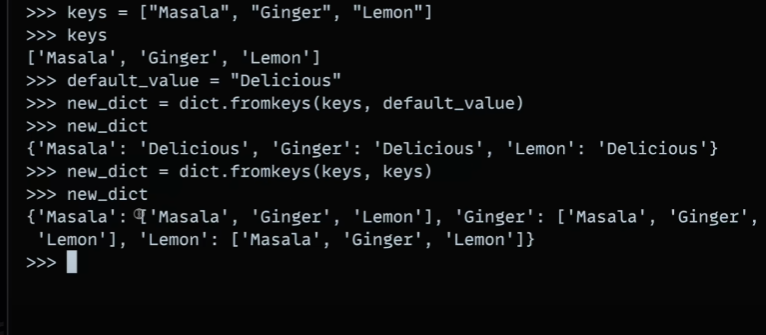 >>> keys = ["Masala", "Ginger", "Lemon"]
>>> keys
['Masala', 'Ginger', 'Lemon']
>>> default_value = "Delicious"
>>> new_dict = dict.fromkeys(keys, default_value)
>>> new_dict
{'Masala': 'Delicious', 'Ginger': 'Delicious', 'Lemon': 'Delicious'}
>>> new_dict = dict.fromkeys(keys, keys)
>>> new_dict
{'Masala': ['Masala', 'Ginger', 'Lemon'], 'Ginger': ['Masala', 'Ginger',
 'Lemon'], 'Lemon': ['Masala', 'Ginger', 'Lemon']}
>>>